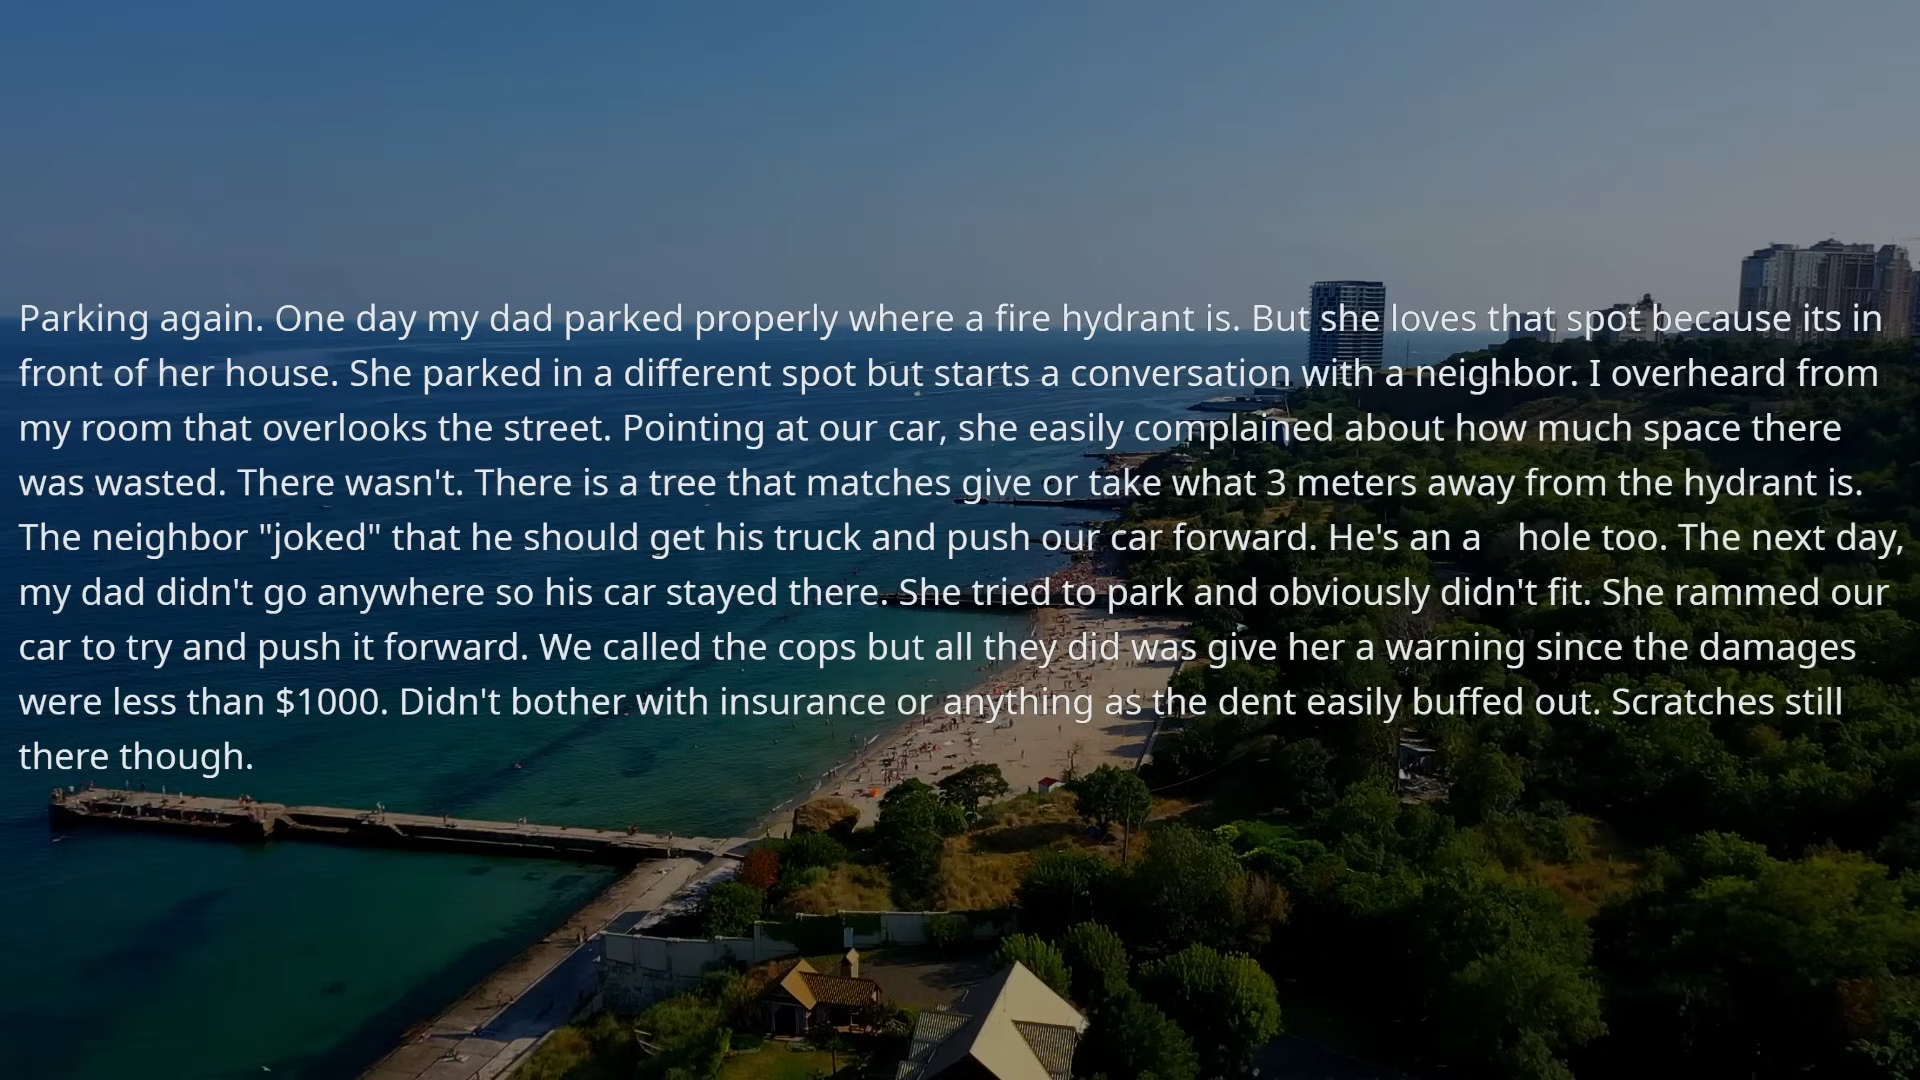 Parking again. One day my dad parked properly where a fire hydrant is. But she loves that spot because its in
front of her house. She parked in a different spot but starts a conversation with a neighbor. I overheard from
my room that overlooks the street. Pointing at our car, she easily complained about how much space there
was wasted. There wasn't. There is a tree that matches give or take what 3 meters away from the hydrant is.
The neighbor "joked" that he should get his truck and push our car forward. He's an a    hole too. The next day,
my dad didn't go anywhere so his car stayed there. She tried to park and obviously didn't fit. She rammed our
car to try and push it forward. We called the cops but all they did was give her a warning since the damages
were less than $1000. Didn't bother with insurance or anything as the dent easily buffed out. Scratches still
there though.